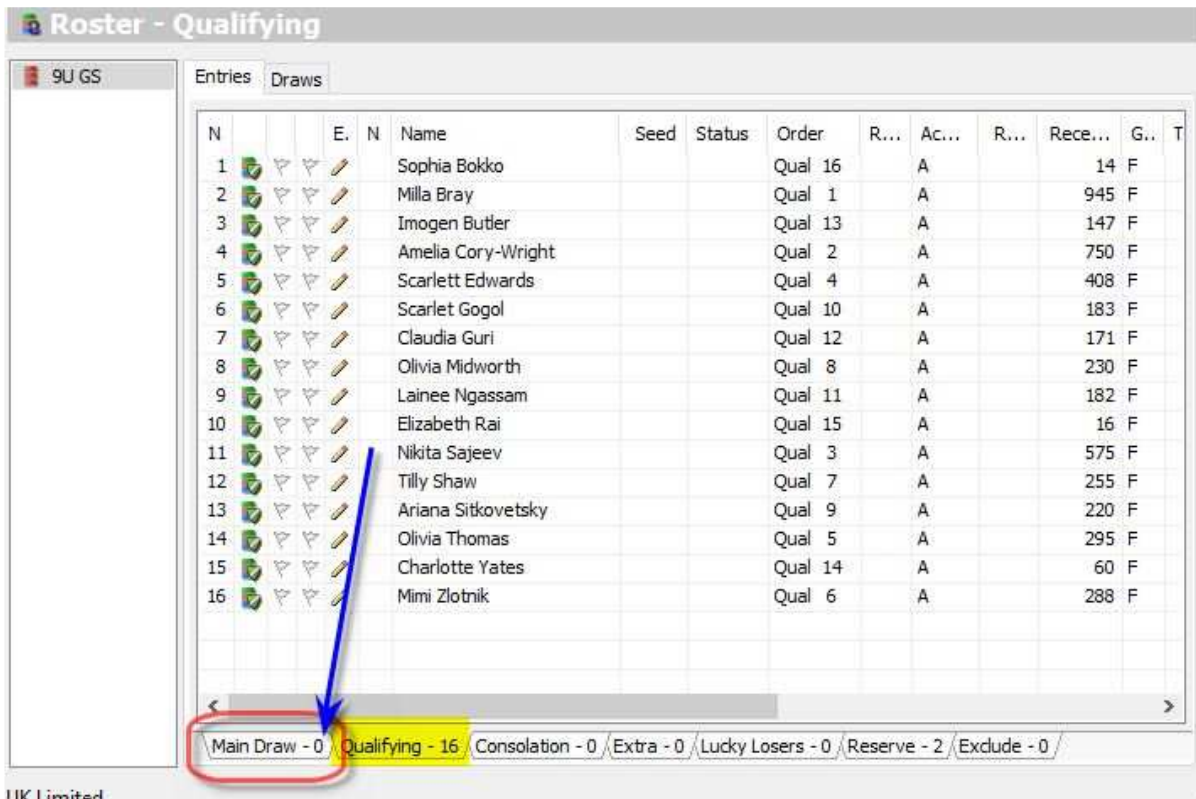 Roster - Qualifying
9U GS
Entries Draws
N E. N Name Seed Status Order R... Ac... R... Rece... G.. T
1 Sophia Bokko Qual 16 A 14 F
2 Milla Bray Qual 1 A 945 F
3 Imogen Butler Qual 13 A 147 F
4 Amelia Cory-Wright Qual 2 A 750 F
5 Scarlett Edwards Qual 4 A 408 F
6 Scarlet Gogol Qual 10 A 183 F
7 Claudia Guri Qual 12 A 171 F
8 Olivia Midworth Qual 8 A 230 F
9 Lainee Ngassam Qual 11 A 182 F
10 Elizabeth Rai Qual 15 A 16 F
11 Nikita Sajeev Qual 3 A 575 F
12 Tilly Shaw Qual 7 A 255 F
13 Ariana Sitkovetsky Qual 9 A 220 F
14 Olivia Thomas Qual 5 A 295 F
15 Charlotte Yates Qual 14 A 60 F
16 Mimi Zlotnik Qual 6 A 288 F
Main Draw - 0 Qualifying - 16 Consolation - 0 Extra - 0 Lucky Losers - 0 Reserve - 2 Exclude - 0
UK Limited